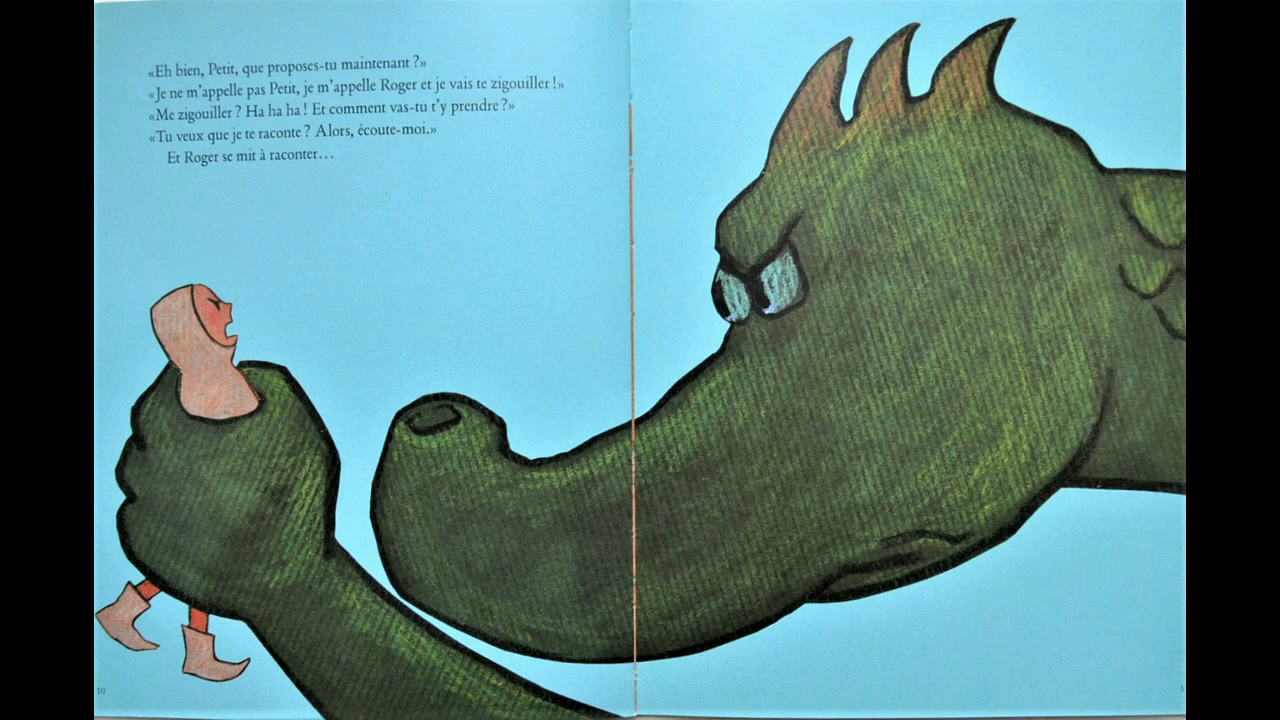 «Eh bien, Petit, que proposes-tu maintenant ?»
«Je ne m’appelle pas Petit, je m’appelle Roger et je vais te zigouiller !»
«Me zigouiller ? Ha ha ha ! Et comment vas-tu t’y prendre ?»
«Tu veux que je te raconte ? Alors, écoute-moi.»
Et Roger se mit à raconter…
10